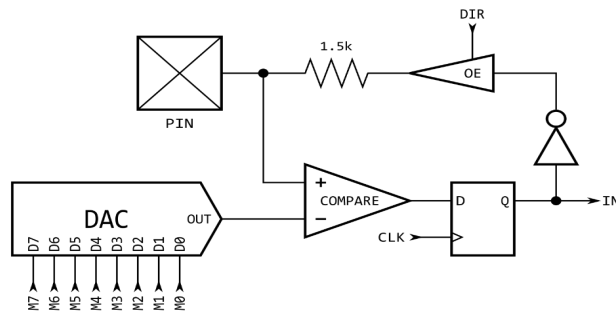 DIR
1.5k
OE
PIN
+
COMPARE
−
D
Q
IN
CLK
DAC
OUT
D7
D6
D5
D4
D3
D2
D1
D0
M7
M6
M5
M4
M3
M2
M1
M0